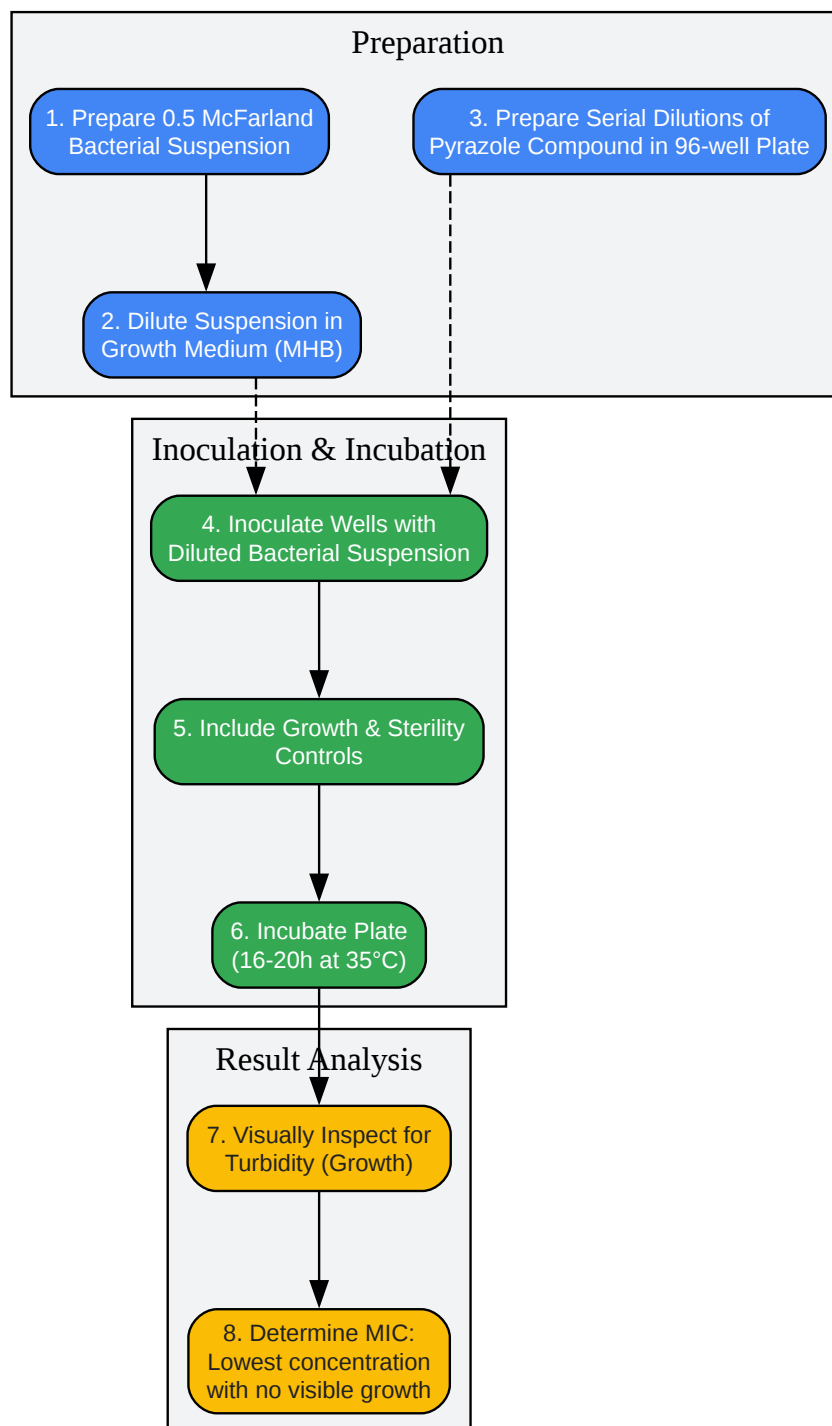 Preparation
1. Prepare 0.5 McFarland
Bacterial Suspension
3. Prepare Serial Dilutions of
Pyrazole Compound in 96-well Plate
2. Dilute Suspension in
Growth Medium (MHB)
Inoculation & Incubation
4. Inoculate Wells with
Diluted Bacterial Suspension
5. Include Growth & Sterility
Controls
6. Incubate Plate
(16-20h at 35°C)
Result Analysis
7. Visually Inspect for
Turbidity (Growth)
8. Determine MIC:
Lowest concentration
with no visible growth